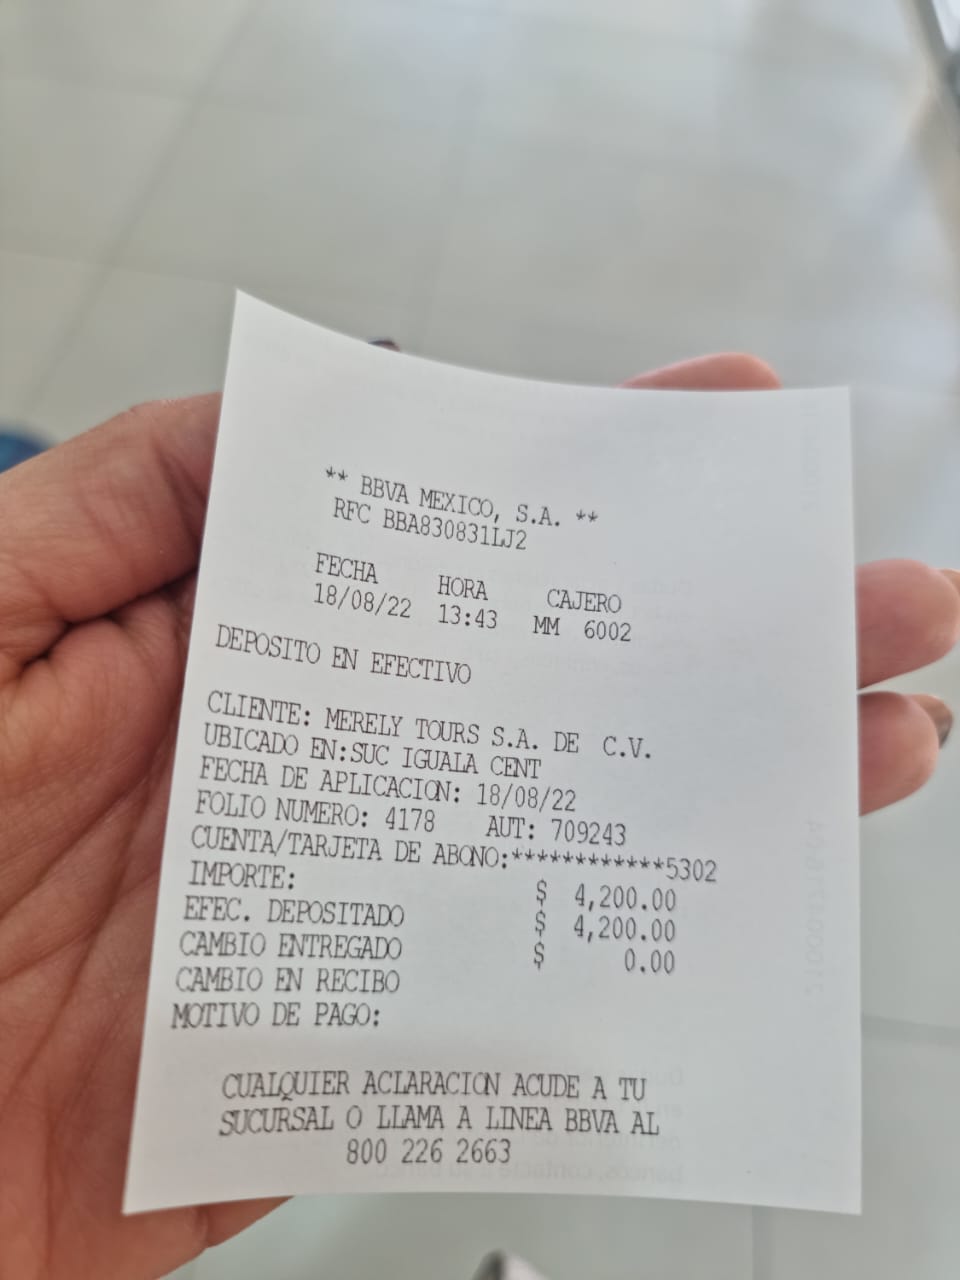 ** BBVA MEXICO, S.A. **
RFC BBA830831LJ2
FECHA HORA CAJERO
18/08/22 13:43 MM 6002
DEPOSITO EN EFECTIVO
CLIENTE: MERELY TOURS S.A. DE C.V.
UBICADO EN:SUC IGUALA CENT
FECHA DE APLICACION: 18/08/22
FOLIO NUMERO: 4178 AUT: 709243
CUENTA/TARJETA DE ABONO:************5302
IMPORTE: $ 4,200.00
EFEC. DEPOSITADO $ 4,200.00
CAMBIO ENTREGADO $ 0.00
CAMBIO EN RECIBO
MOTIVO DE PAGO:
CUALQUIER ACLARACION ACUDE A TU
SUCURSAL O LLAMA A LINEA BBVA AL
800 226 2663